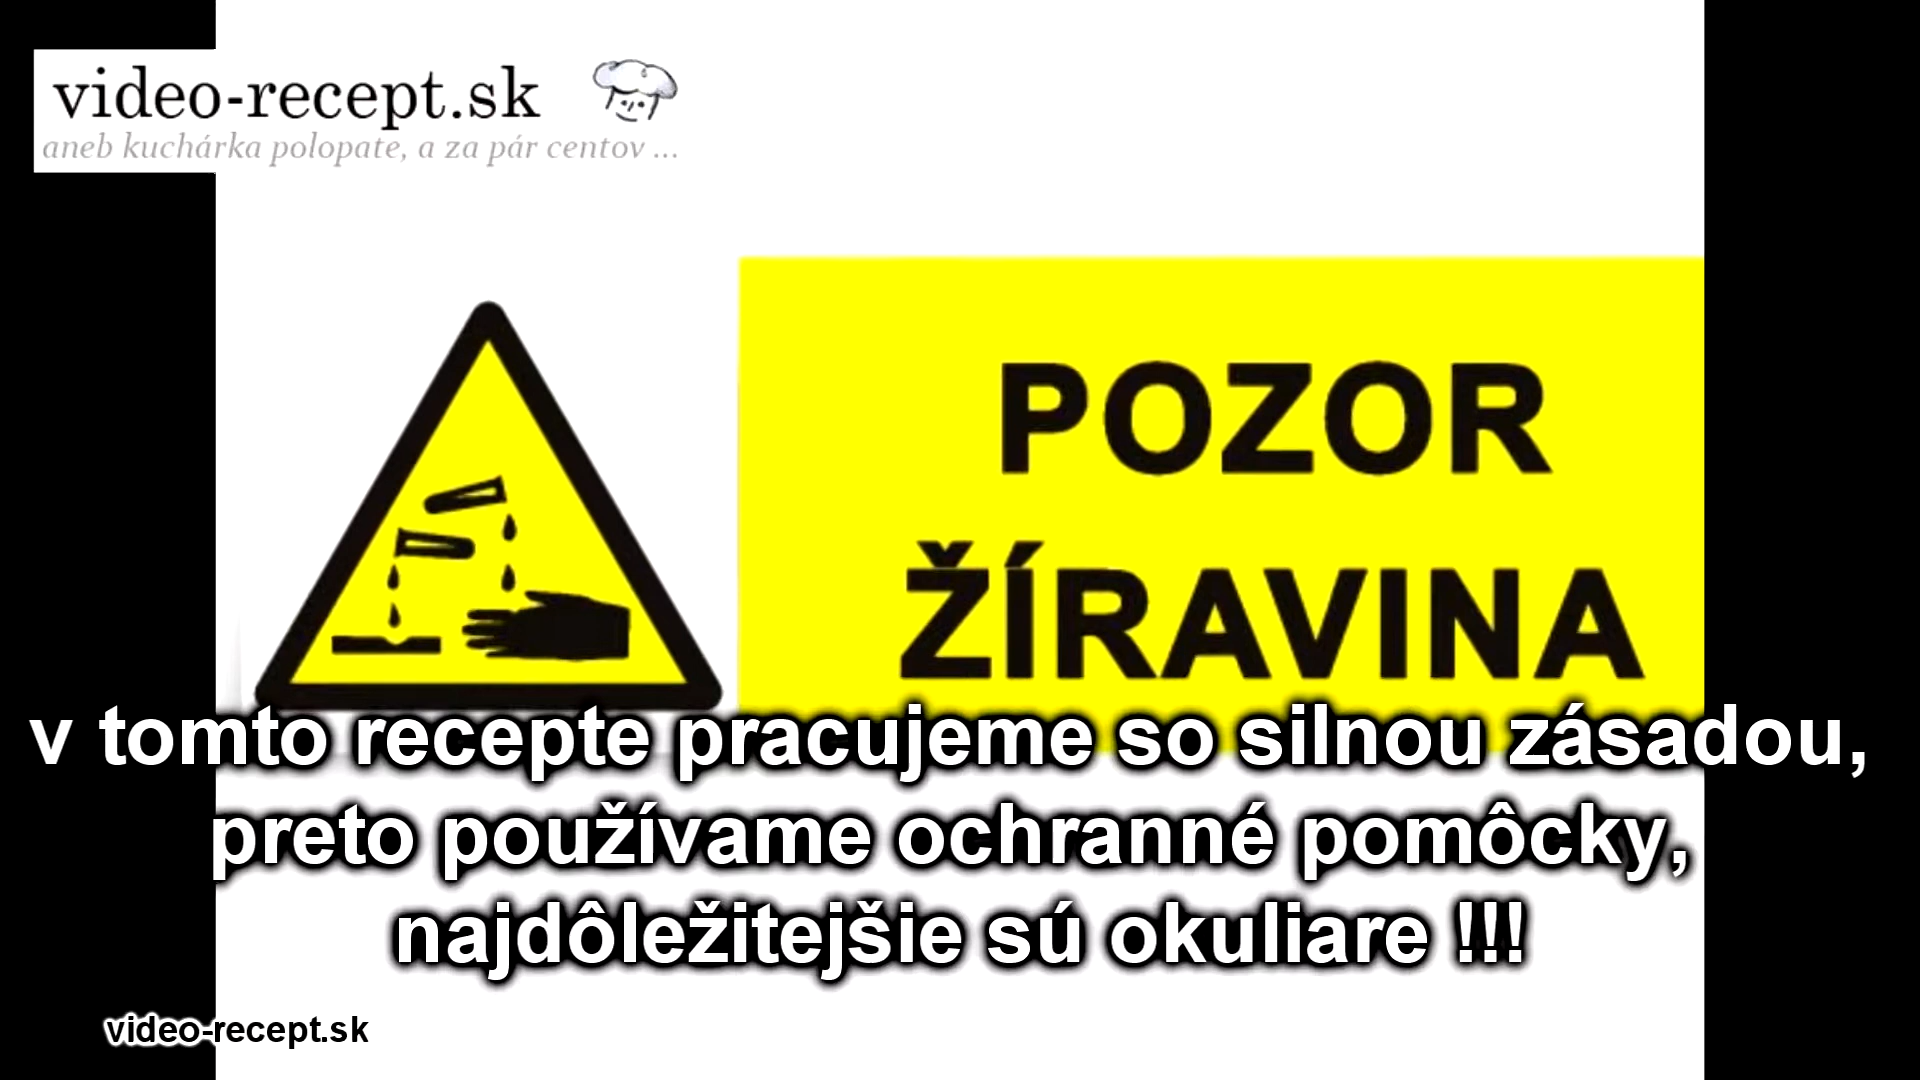 video-recept.sk
aneb kuchárka polopate, a za pár centov ...
POZOR
ŽÍRAVINA
v tomto recepte pracujeme so silnou zásadou,
preto používame ochranné pomôcky,
najdôležitejšie sú okuliare !!!
video-recept.sk